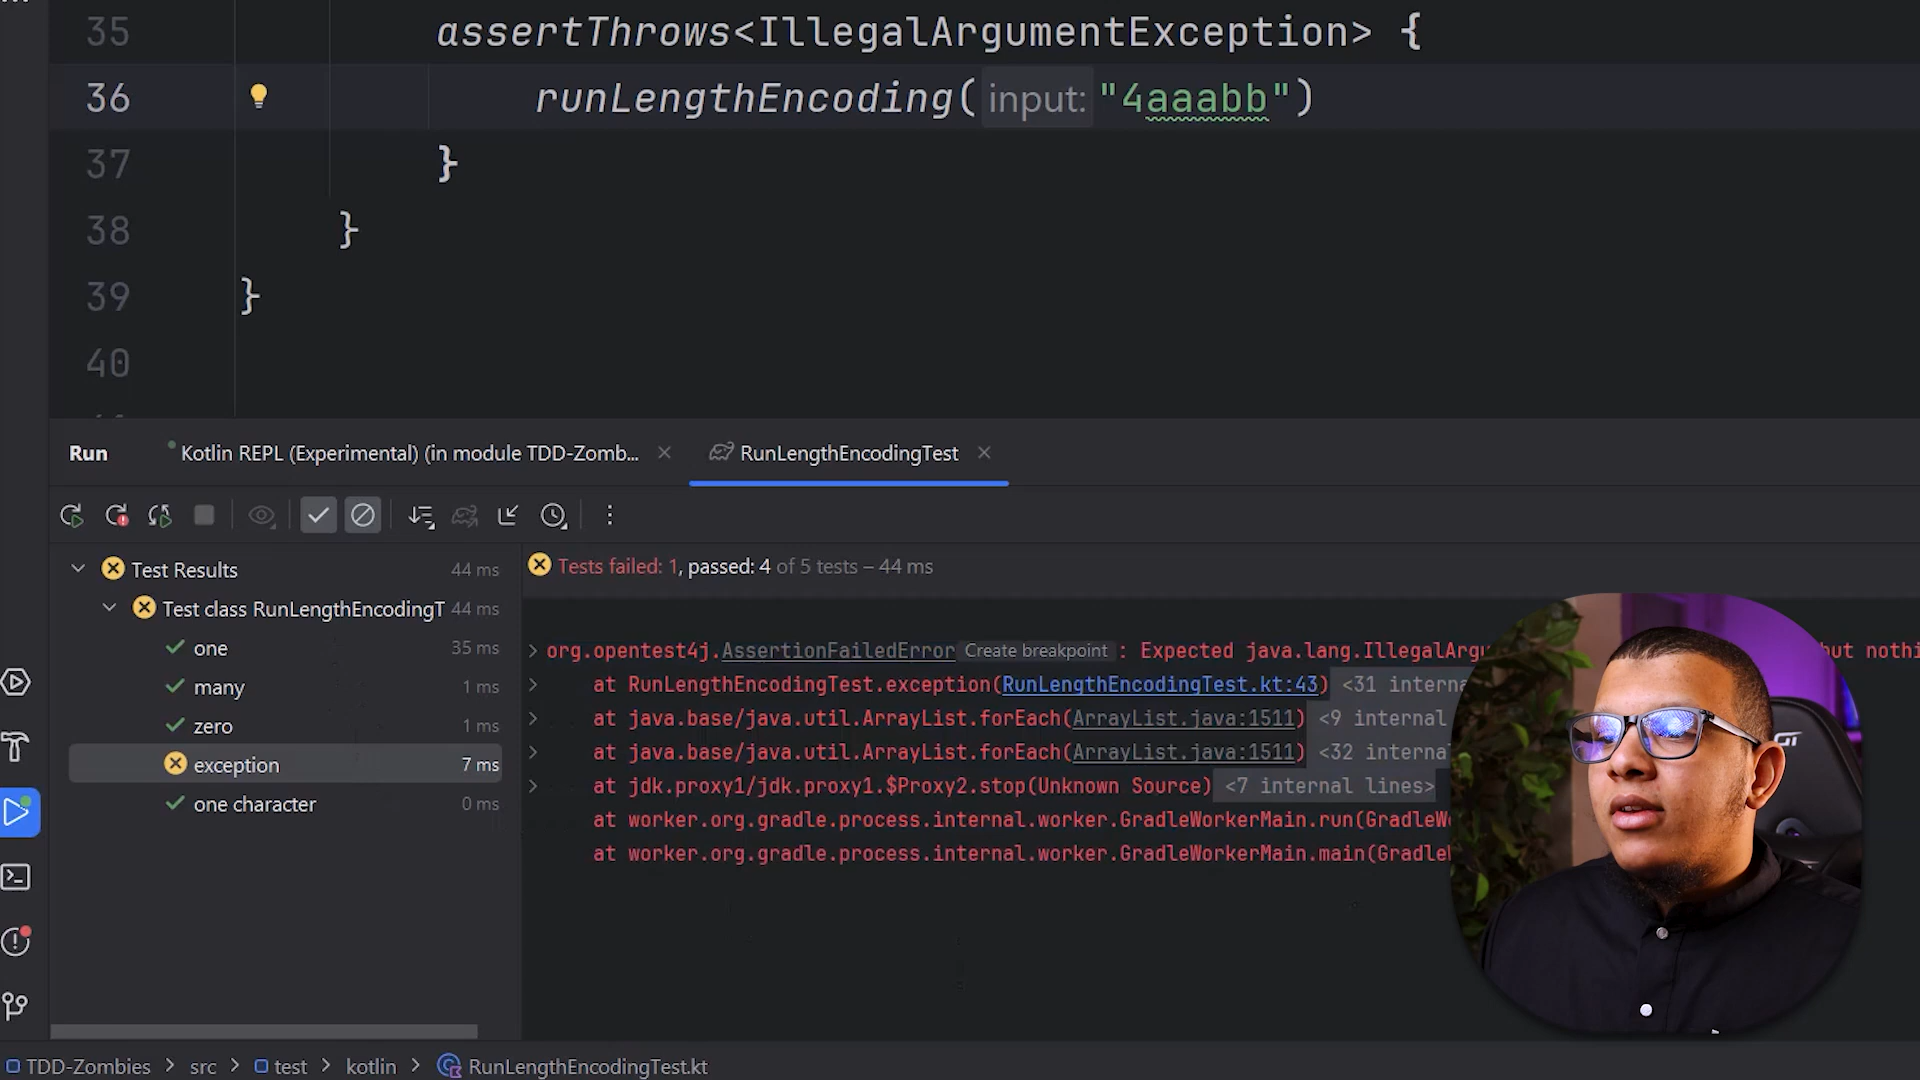 35 assertThrows<IllegalArgumentException> {
36 runLengthEncoding( input: "4aaabb")
37 }
38 }
39 }
40
Run Kotlin REPL (Experimental) (in module TDD-Zomb... RunLengthEncodingTest
Test Results 44 ms
Test class RunLengthEncodingT 44 ms
one 35 ms
many 1 ms
zero 1 ms
exception 7 ms
one character 0 ms
Tests failed: 1, passed: 4 of 5 tests – 44 ms
org.opentest4j.AssertionFailedError Create breakpoint : Expected java.lang.IllegalArgu but nothi
at RunLengthEncodingTest.exception(RunLengthEncodingTest.kt:43) <31 interna
at java.base/java.util.ArrayList.forEach(ArrayList.java:1511) <9 internal
at java.base/java.util.ArrayList.forEach(ArrayList.java:1511) <32 interna
at jdk.proxy1/jdk.proxy1.$Proxy2.stop(Unknown Source) <7 internal lines>
at worker.org.gradle.process.internal.worker.GradleWorkerMain.run(GradleW
at worker.org.gradle.process.internal.worker.GradleWorkerMain.main(Gradle
TDD-Zombies > src > test > kotlin > RunLengthEncodingTest.kt